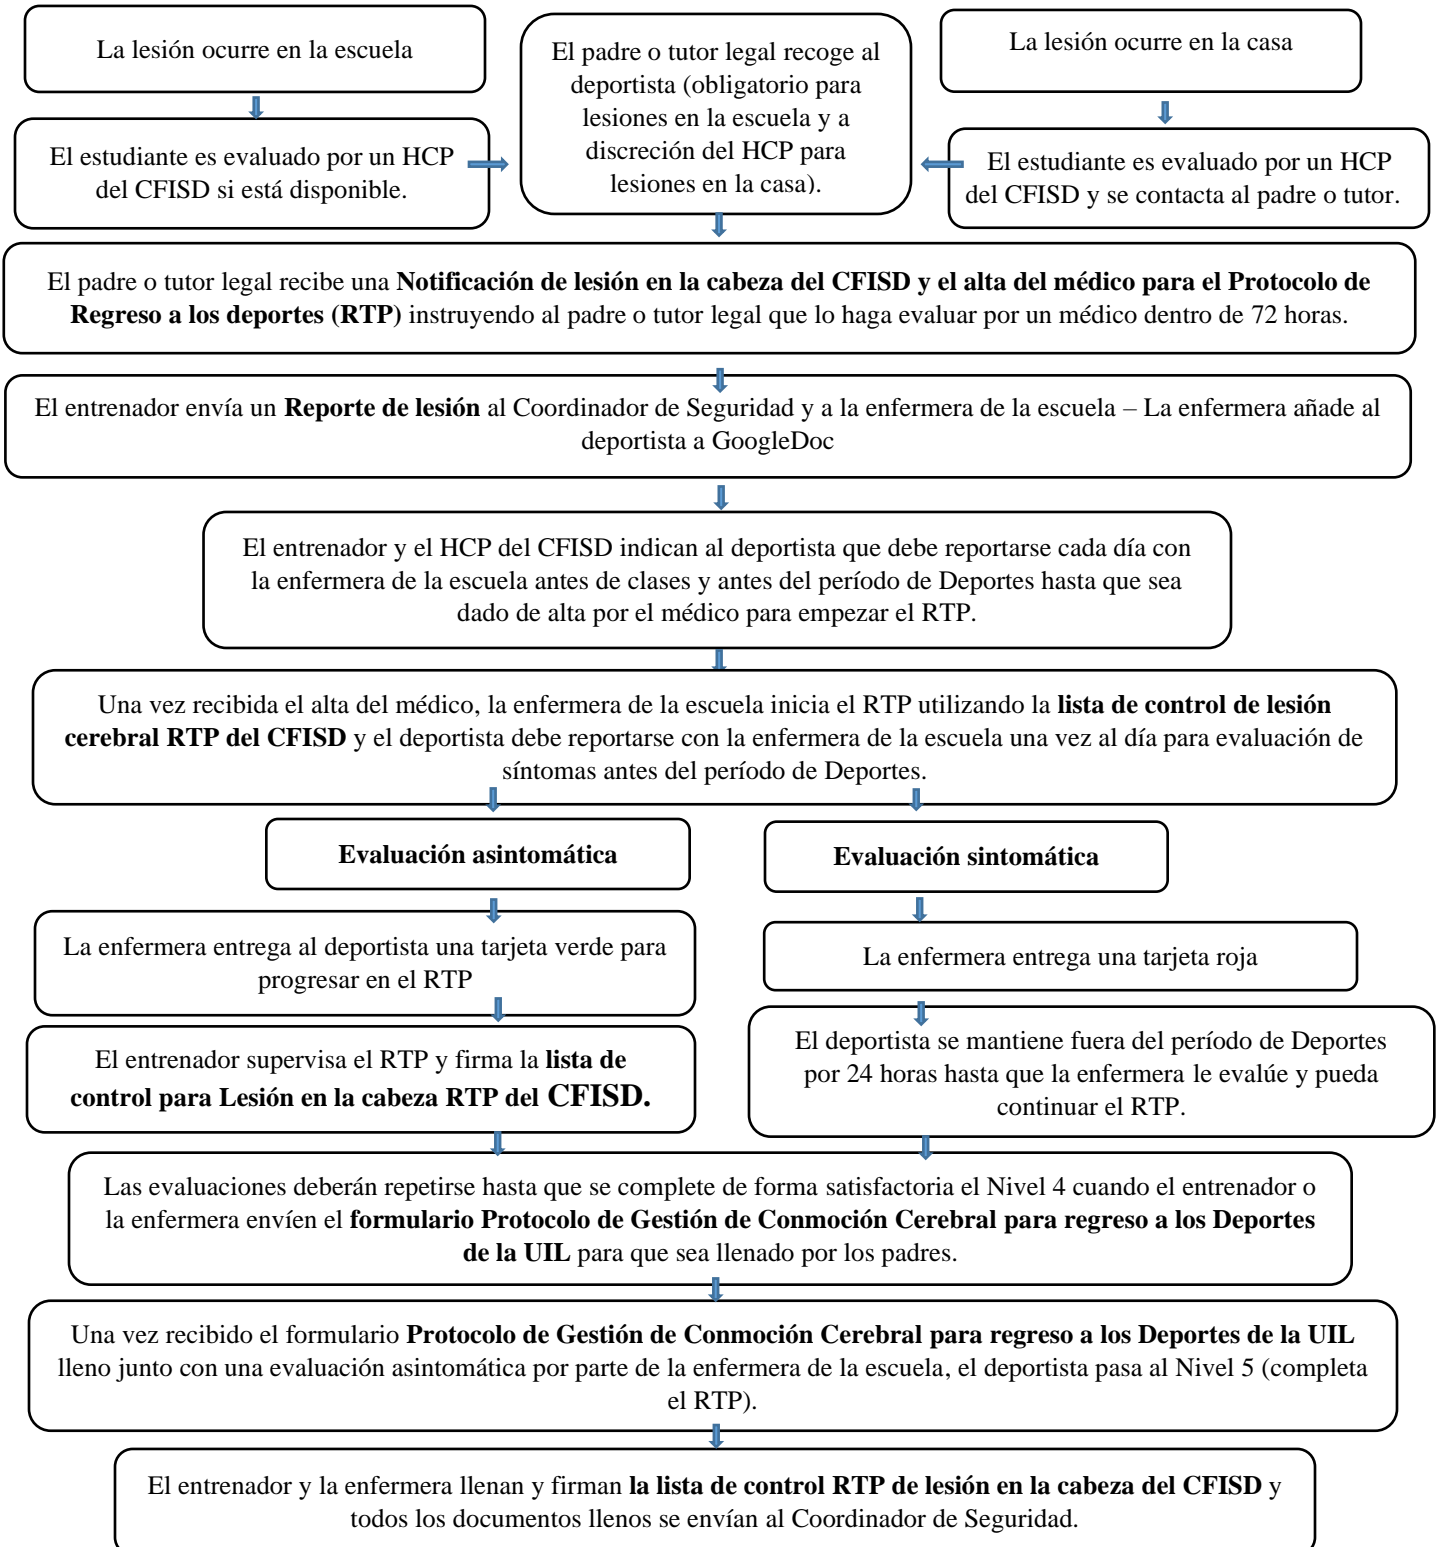 La lesión ocurre en la escuela
El estudiante es evaluado por un HCP
del CFISD si está disponible.
El padre o tutor legal recoge al
deportista (obligatorio para
lesiones en la escuela y a
discreción del HCP para
lesiones en la casa).
La lesión ocurre en la casa
El estudiante es evaluado por un HCP
del CFISD y se contacta al padre o tutor.
El padre o tutor legal recibe una Notificación de lesión en la cabeza del CFISD y el alta del médico para el Protocolo de
Regreso a los deportes (RTP) instruyendo al padre o tutor legal que lo haga evaluar por un médico dentro de 72 horas.
El entrenador envía un Reporte de lesión al Coordinador de Seguridad y a la enfermera de la escuela – La enfermera añade al
deportista a GoogleDoc
El entrenador y el HCP del CFISD indican al deportista que debe reportarse cada día con
la enfermera de la escuela antes de clases y antes del período de Deportes hasta que sea
dado de alta por el médico para empezar el RTP.
Una vez recibida el alta del médico, la enfermera de la escuela inicia el RTP utilizando la lista de control de lesión
cerebral RTP del CFISD y el deportista debe reportarse con la enfermera de la escuela una vez al día para evaluación de
síntomas antes del período de Deportes.
Evaluación asintomática
La enfermera entrega al deportista una tarjeta verde para
progresar en el RTP
El entrenador supervisa el RTP y firma la lista de
control para Lesión en la cabeza RTP del CFISD.
Evaluación sintomática
La enfermera entrega una tarjeta roja
El deportista se mantiene fuera del período de Deportes
por 24 horas hasta que la enfermera le evalúe y pueda
continuar el RTP.
Las evaluaciones deberán repetirse hasta que se complete de forma satisfactoria el Nivel 4 cuando el entrenador o
la enfermera envíen el formulario Protocolo de Gestión de Conmoción Cerebral para regreso a los Deportes
de la UIL para que sea llenado por los padres.
Una vez recibido el formulario Protocolo de Gestión de Conmoción Cerebral para regreso a los Deportes de la UIL
lleno junto con una evaluación asintomática por parte de la enfermera de la escuela, el deportista pasa al Nivel 5 (completa
el RTP).
El entrenador y la enfermera llenan y firman la lista de control RTP de lesión en la cabeza del CFISD y
todos los documentos llenos se envían al Coordinador de Seguridad.